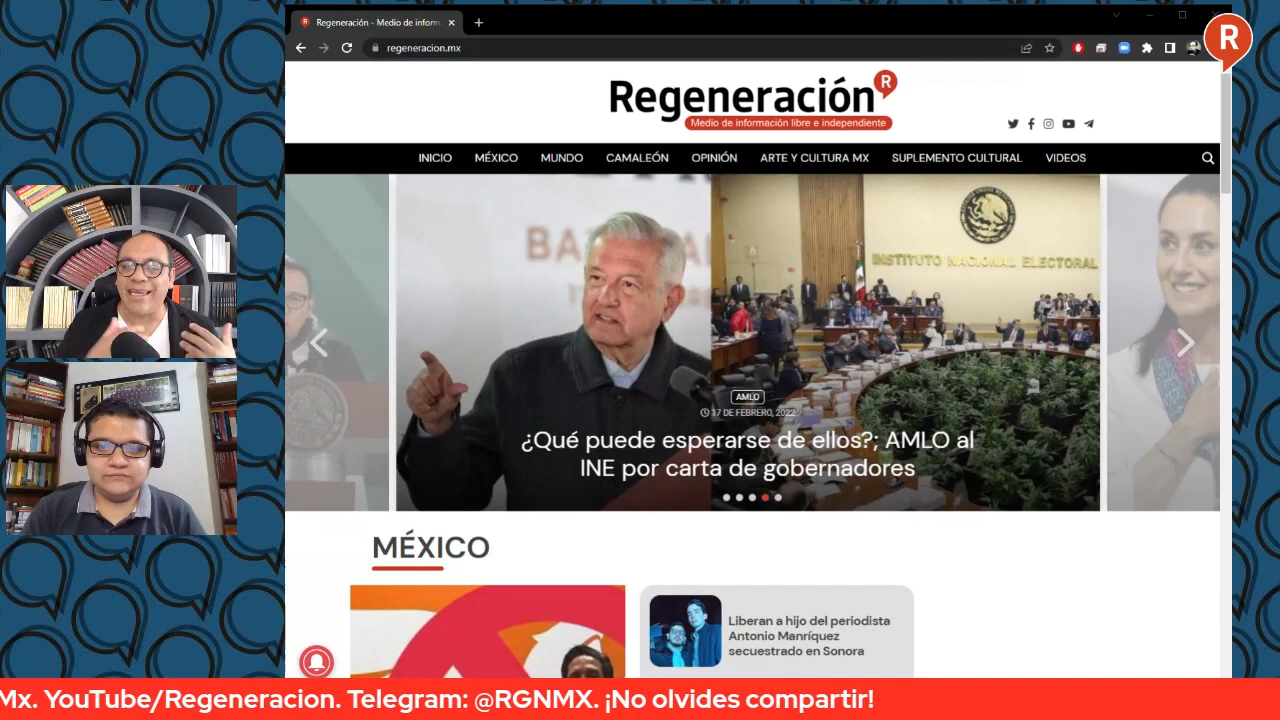 Regeneración - Medio de inform
regeneracion.mx
R
Regeneración
R
Medio de información libre e independiente
INICIO MÉXICO MUNDO CAMALEÓN OPINIÓN ARTE Y CULTURA MX SUPLEMENTO CULTURAL VIDEOS
INSTITUTO NACIONAL ELECTORAL
AMLO
17 DE FEBRERO, 2022
¿Qué puede esperarse de ellos?; AMLO al
INE por carta de gobernadores
MÉXICO
Liberan a hijo del periodista
Antonio Manríquez
secuestrado en Sonora
Mx. YouTube/Regeneracion. Telegram: @RGNMX. ¡No olvides compartir!